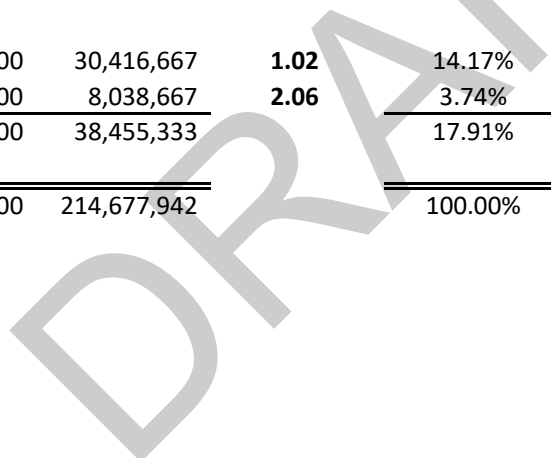 00 30,416,667 1.02 14.17%
00 8,038,667 2.06 3.74%
00 38,455,333 17.91%
00 214,677,942 100.00%
DRA